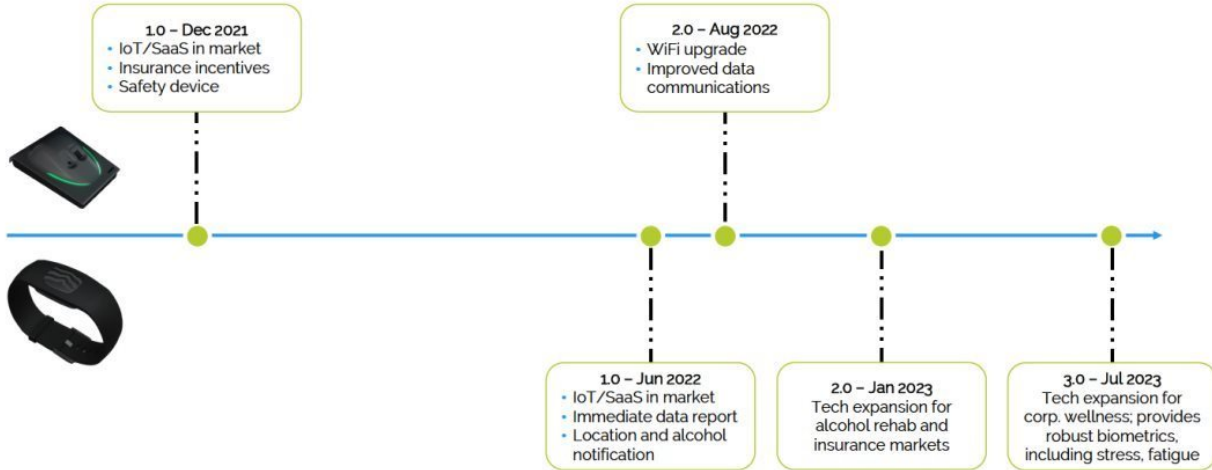 1.0 – Dec 2021
• IoT/SaaS in market
• Insurance incentives
• Safety device
2.0 – Aug 2022
• WiFi upgrade
• Improved data
communications
1.0 – Jun 2022
• IoT/SaaS in market
• Immediate data report
• Location and alcohol
notification
2.0 – Jan 2023
Tech expansion for
alcohol rehab and
insurance markets
3.0 – Jul 2023
Tech expansion for
corp. wellness; provides
robust biometrics,
including stress, fatigue